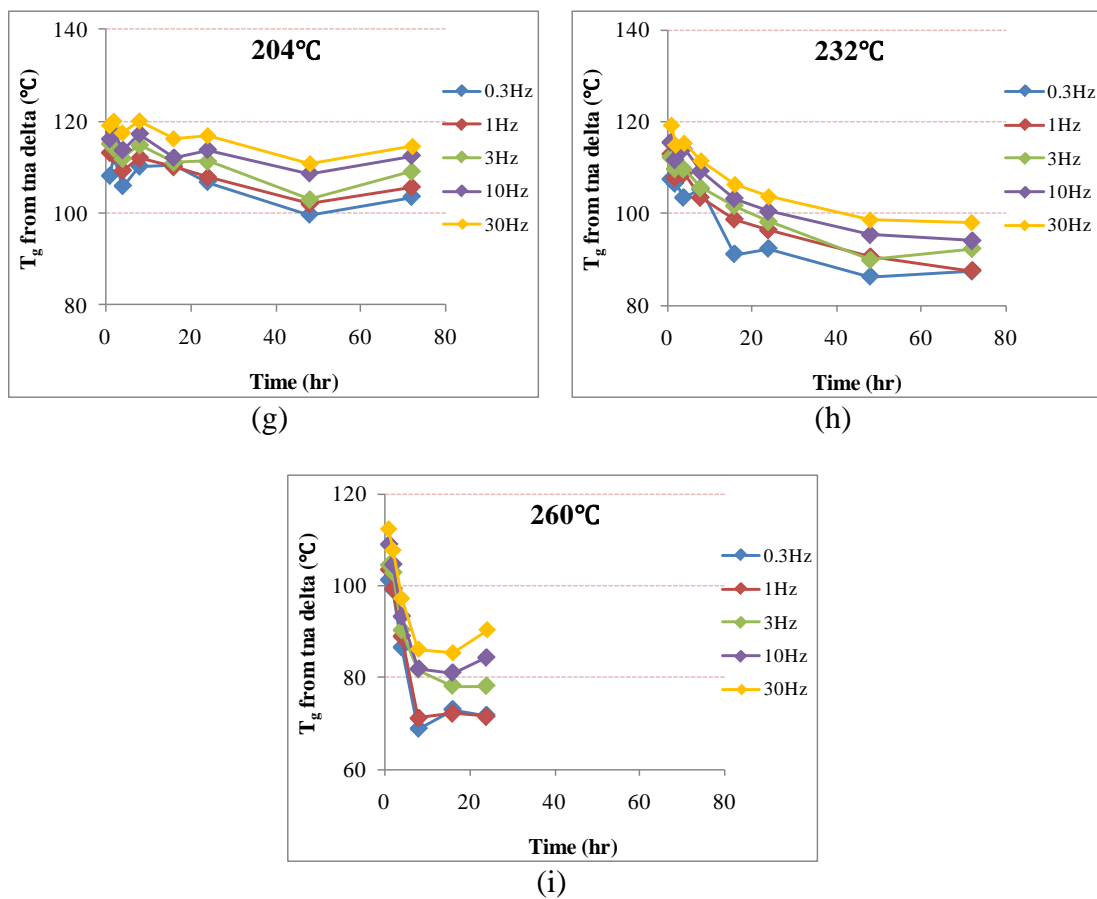 140
120
100
80
0
20
40
60
80
204℃
T_g from tna delta (℃)
Time (hr)
0.3Hz
1Hz
3Hz
10Hz
30Hz
(g)
140
120
100
80
0
20
40
60
80
232℃
T_g from tna delta (℃)
Time (hr)
0.3Hz
1Hz
3Hz
10Hz
30Hz
(h)
120
100
80
60
0
20
40
60
80
260℃
T_g from tna delta (℃)
Time (hr)
0.3Hz
1Hz
3Hz
10Hz
30Hz
(i)